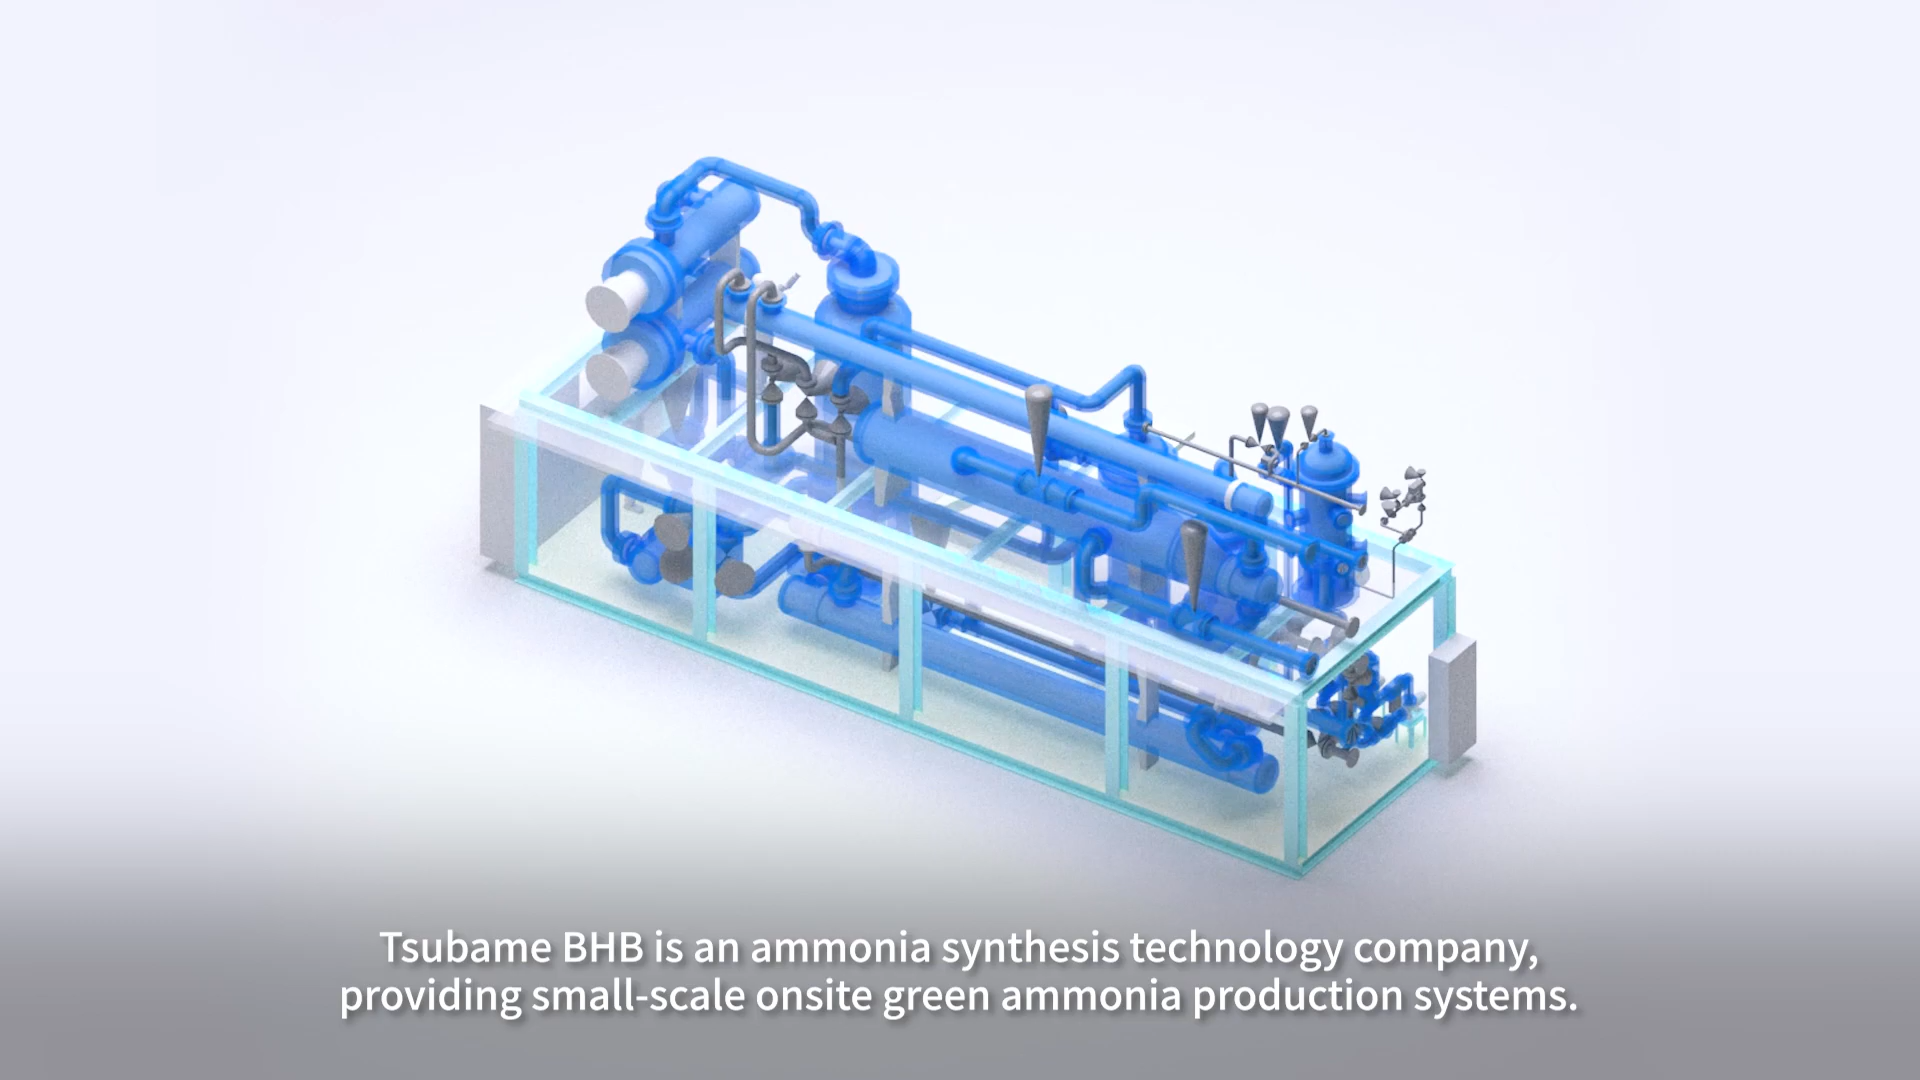 Tsubame BHB is an ammonia synthesis technology company,
providing small-scale onsite green ammonia production systems.